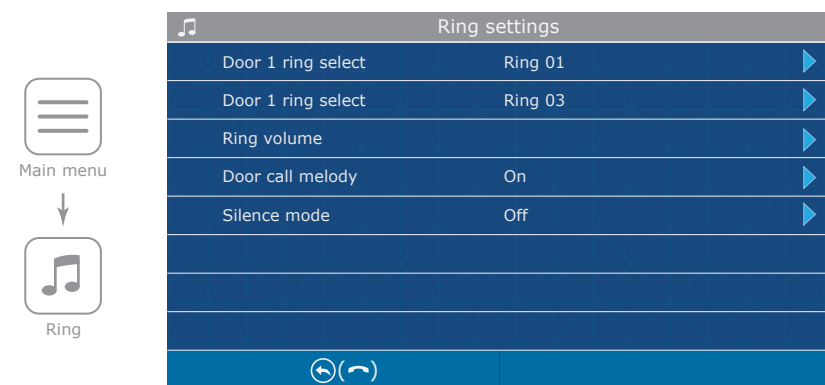 Ring settings
Door 1 ring select Ring 01
Door 1 ring select Ring 03
Ring volume
Door call melody On
Silence mode Off
Main menu
Ring